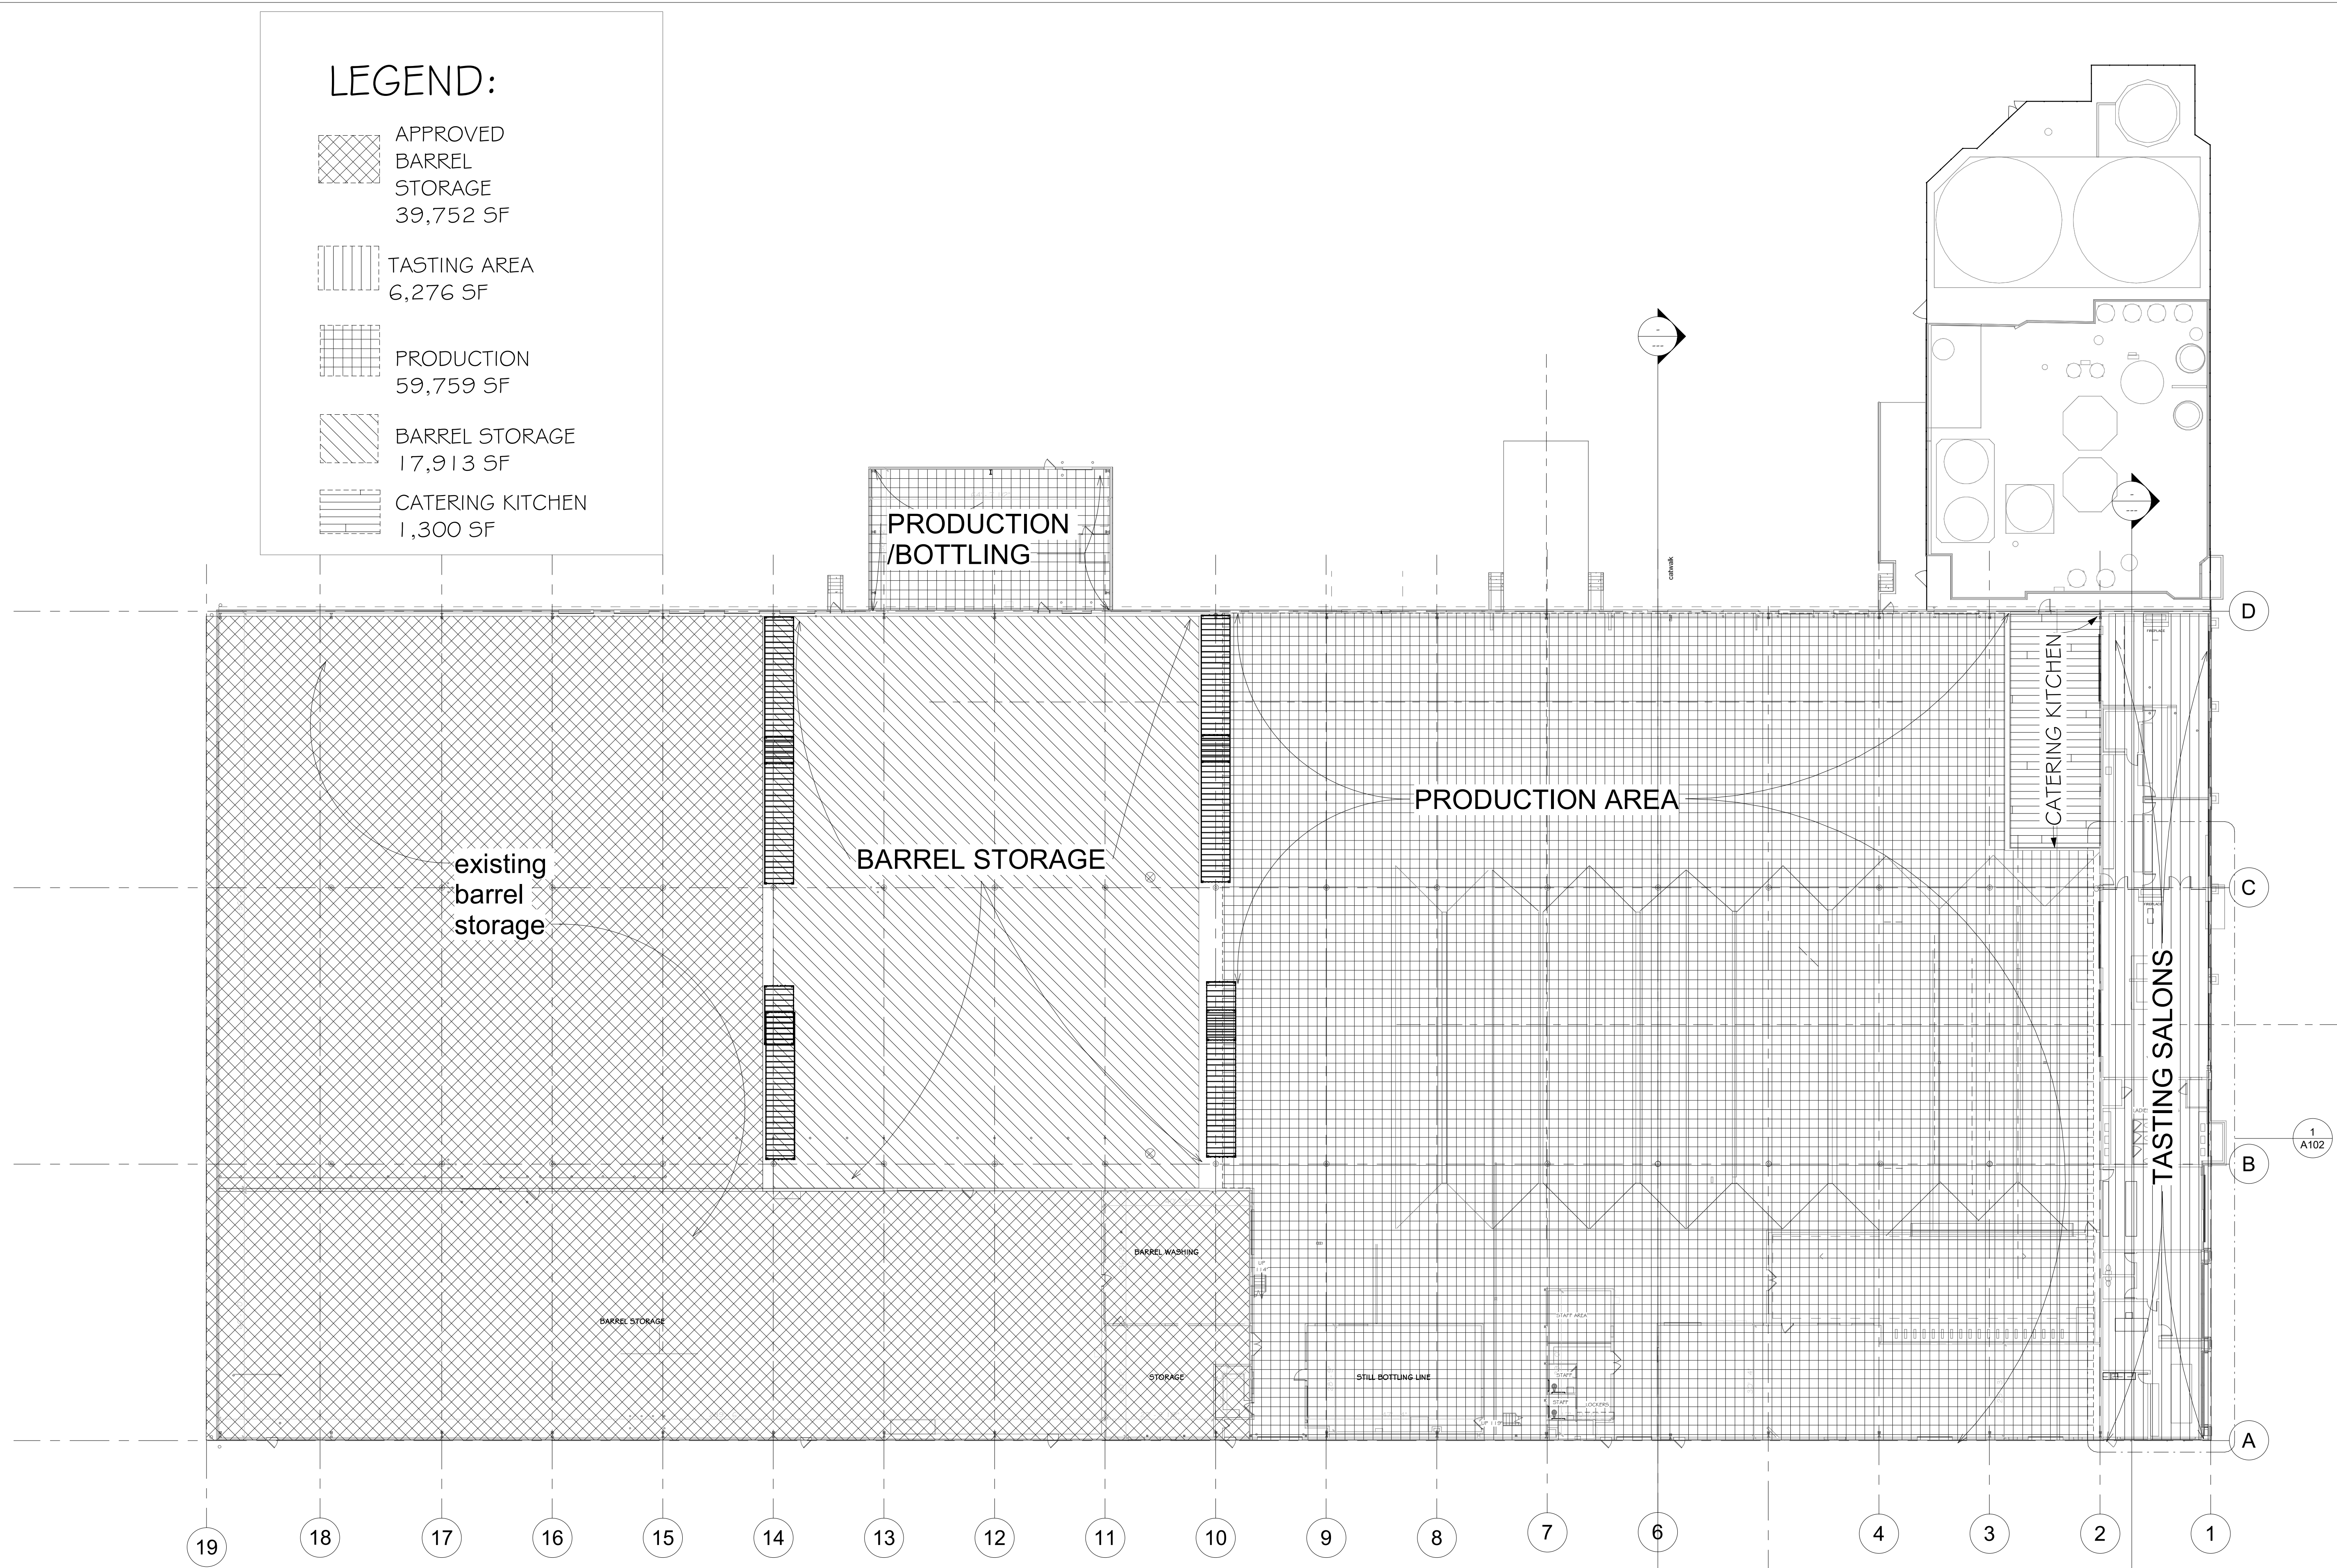 LEGEND:
APPROVED
BARREL
STORAGE
39,752 SF
TASTING AREA
6,276 SF
PRODUCTION
59,759 SF
BARREL STORAGE
17,913 SF
CATERING KITCHEN
1,300 SF
-
---
-
---
PRODUCTION
/BOTTLING
catwalk
D
FIREPLACE
CATERING KITCHEN
PRODUCTION AREA
BARREL STORAGE
existing
barrel
storage
C
FIREPLACE
TASTING SALONS
1
A102
B
BARREL WASHING
UP
STAFF AREA
BARREL STORAGE
STORAGE
STILL BOTTLING LINE
STAFF
STAFF
LOCKERS
A
19
18
17
16
15
14
13
12
11
10
9
8
7
6
4
3
2
1